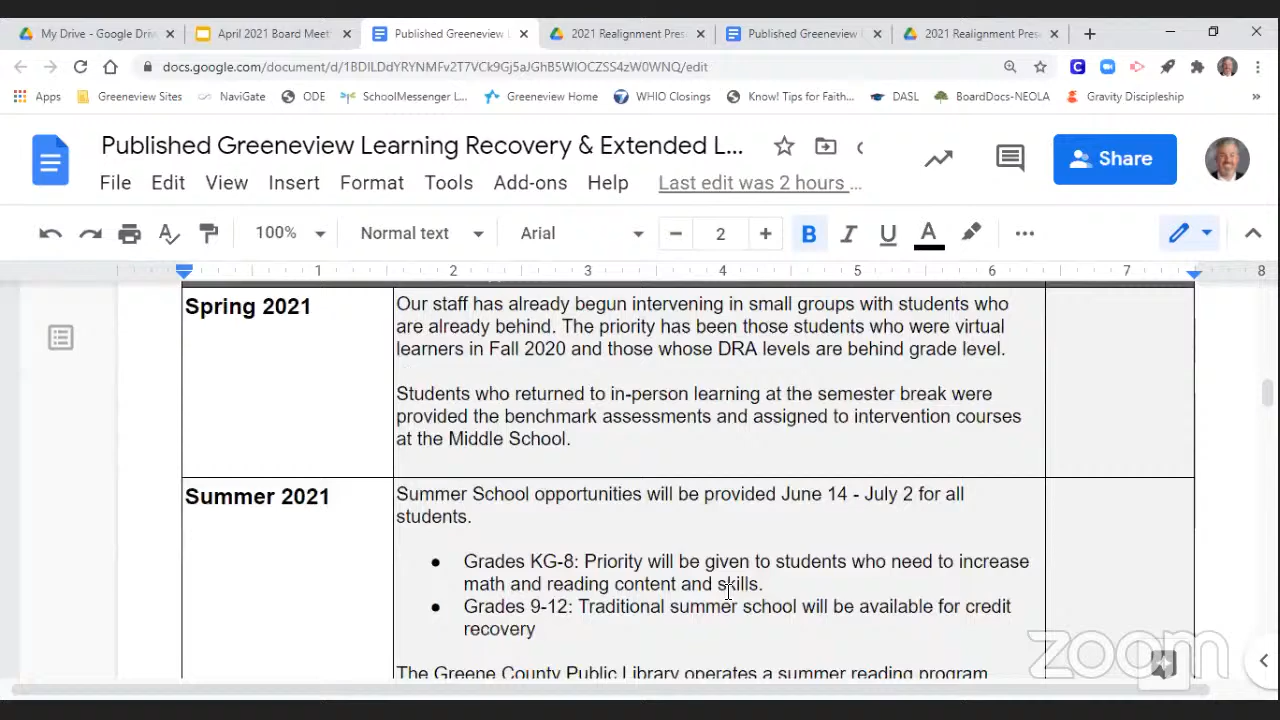 My Drive - Google Driv
April 2021 Board Meet
Published Greeneview L
2021 Realignment Pres
Published Greeneview
2021 Realignment Pres
docs.google.com/document/d/1BDILDdYRYNMFv2T7VCk9Gj5aJGhB5WIOCZSS4zW0WNQ/edit
Apps
Greeneview Sites
NaviGate
ODE
SchoolMessenger L...
Greeneview Home
WHIO Closings
Know! Tips for Faith...
DASL
BoardDocs-NEOLA
Gravity Discipleship
Published Greeneview Learning Recovery & Extended L...
Share
File Edit View Insert Format Tools Add-ons Help Last edit was 2 hours ...
100% Normal text Arial − 2 + B I U A
1 2 3 4 5 6 7 8
Spring 2021
Our staff has already begun intervening in small groups with students who
are already behind. The priority has been those students who were virtual
learners in Fall 2020 and those whose DRA levels are behind grade level.
Students who returned to in-person learning at the semester break were
provided the benchmark assessments and assigned to intervention courses
at the Middle School.
Summer 2021
Summer School opportunities will be provided June 14 - July 2 for all
students.
● Grades KG-8: Priority will be given to students who need to increase
math and reading content and skills.
● Grades 9-12: Traditional summer school will be available for credit
recovery
The Greene County Public Library operates a summer reading program
zoom